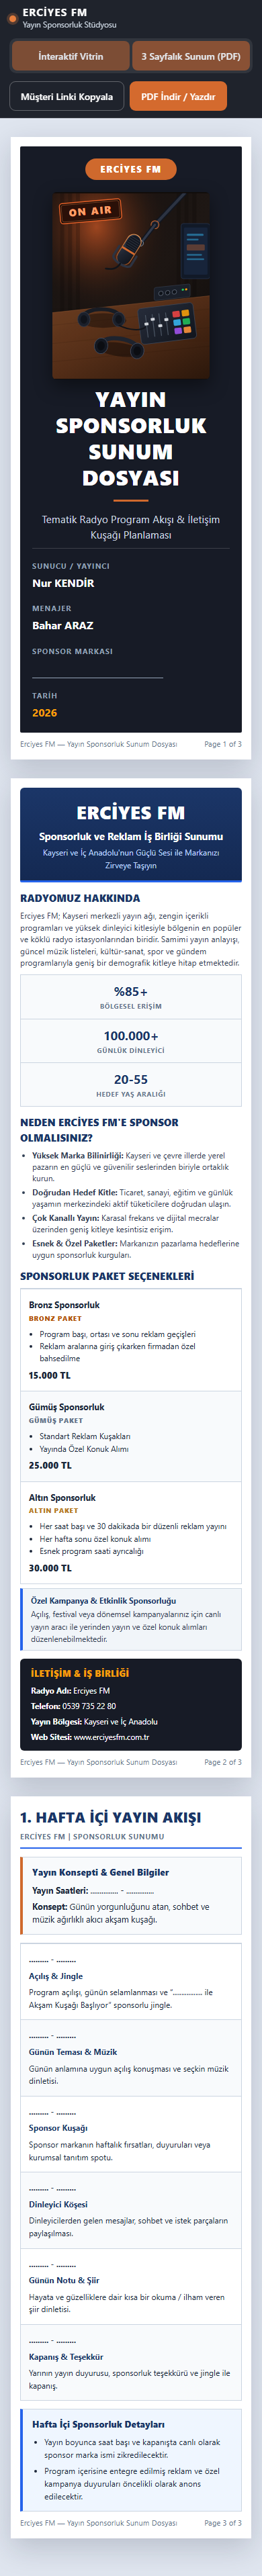 ERCİYES FM
Yayın Sponsorluk Stüdyosu
İnteraktif Vitrin
3 Sayfalık Sunum (PDF)
Müşteri Linki Kopyala
PDF İndir / Yazdır
ERCİYES FM
ON AIR
YAYIN
SPONSORLUK
SUNUM
DOSYASI
Tematik Radyo Program Akışı & İletişim
Kuşağı Planlaması
SUNUCU / YAYINCI
Nur KENDİR
MENAJER
Bahar ARAZ
SPONSOR MARKASI
TARİH
2026
Erciyes FM — Yayın Sponsorluk Sunum Dosyası Page 1 of 3
ERCİYES FM
Sponsorluk ve Reklam İş Birliği Sunumu
Kayseri ve İç Anadolu'nun Güçlü Sesi ile Markanızı
Zirveye Taşıyın
RADYOMUZ HAKKINDA
Erciyes FM; Kayseri merkezli yayın ağı, zengin içerikli
programları ve yüksek dinleyici kitlesiyle bölgenin en popüler
ve köklü radyo istasyonlarından biridir. Samimi yayın anlayışı,
güncel müzik listeleri, kültür-sanat, spor ve gündem
programlarıyla geniş bir demografik kitleye hitap etmektedir.
%85+
BÖLGESEL ERİŞİM
100.000+
GÜNLÜK DİNLEYİCİ
20-55
HEDEF YAŞ ARALIĞI
NEDEN ERCİYES FM'E SPONSOR
OLMALISINIZ?
• Yüksek Marka Bilinirliği: Kayseri ve çevre illerde yerel
pazarın en güçlü ve güvenilir seslerinden biriyle ortaklık
kurun.
• Doğrudan Hedef Kitle: Ticaret, sanayi, eğitim ve günlük
yaşamın merkezindeki aktif tüketicilere doğrudan ulaşın.
• Çok Kanallı Yayın: Karasal frekans ve dijital mecralar
üzerinden geniş kitleye kesintisiz erişim.
• Esnek & Özel Paketler: Markanızın pazarlama hedeflerine
uygun sponsorluk kurguları.
SPONSORLUK PAKET SEÇENEKLERİ
Bronz Sponsorluk
BRONZ PAKET
• Program başı, ortası ve sonu reklam geçişleri
• Reklam aralarına giriş çıkarken firmadan özel
bahsedilme
15.000 TL
Gümüş Sponsorluk
GÜMÜŞ PAKET
• Standart Reklam Kuşakları
• Yayında Özel Konuk Alımı
25.000 TL
Altın Sponsorluk
ALTIN PAKET
• Her saat başı ve 30 dakikada bir düzenli reklam yayını
• Her hafta sonu özel konuk alımı
• Esnek program saati ayrıcalığı
30.000 TL
Özel Kampanya & Etkinlik Sponsorluğu
Açılış, festival veya dönemsel kampanyalarınız için canlı
yayın aracı ile yerinden yayın ve özel konuk alımları
düzenlenebilmektedir.
İLETİŞİM & İŞ BİRLİĞİ
Radyo Adı: Erciyes FM
Telefon: 0539 735 22 80
Yayın Bölgesi: Kayseri ve İç Anadolu
Web Sitesi: www.erciyesfm.com.tr
Erciyes FM — Yayın Sponsorluk Sunum Dosyası Page 2 of 3
1. HAFTA İÇİ YAYIN AKIŞI
ERCİYES FM | SPONSORLUK SUNUMU
Yayın Konsepti & Genel Bilgiler
Yayın Saatleri: .............. - ..............
Konsept: Günün yorgunluğunu atan, sohbet ve
müzik ağırlıklı akıcı akşam kuşağı.
......... - .........
Açılış & Jingle
Program açılışı, günün selamlanması ve "............... ile
Akşam Kuşağı Başlıyor" sponsorlu jingle.
......... - .........
Günün Teması & Müzik
Günün anlamına uygun açılış konuşması ve seçkin müzik
dinletisi.
......... - .........
Sponsor Kuşağı
Sponsor markanın haftalık fırsatları, duyuruları veya
kurumsal tanıtım spotu.
......... - .........
Dinleyici Köşesi
Dinleyicilerden gelen mesajlar, sohbet ve istek parçaların
paylaşılması.
......... - .........
Günün Notu & Şiir
Hayata ve güzelliklere dair kısa bir okuma / ilham veren
şiir dinletisi.
......... - .........
Kapanış & Teşekkür
Yarının yayın duyurusu, sponsorluk teşekkürü ve jingle ile
kapanış.
Hafta İçi Sponsorluk Detayları
• Yayın boyunca saat başı ve kapanışta canlı olarak
sponsor marka ismi zikredilecektir.
• Program içerisine entegre edilmiş reklam ve özel
kampanya duyuruları öncelikli olarak anons
edilecektir.
Erciyes FM — Yayın Sponsorluk Sunum Dosyası Page 3 of 3